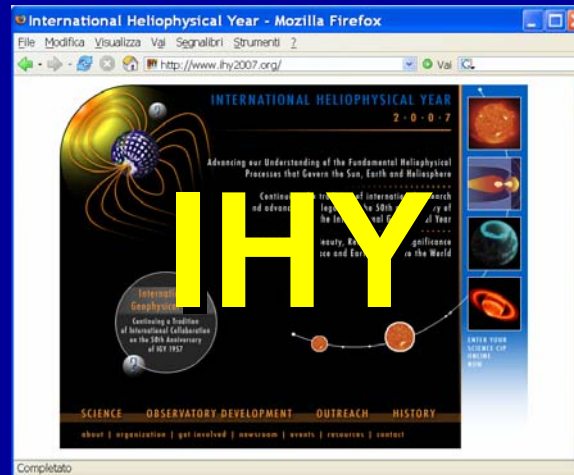 International Heliophysical Year - Mozilla Firefox
File Modifica Visualizza Vai Segnalibri Strumenti ?
http://www.ihy2007.org/ Vai
INTERNATIONAL HELIOPHYSICAL YEAR
2·0·0·7
Advancing our Understanding of the Fundamental Heliophysical
Processes that Govern the Sun, Earth and Heliosphere
IHY
Geophysical
Continuing a Tradition
of International Collaboration
on the 50th Anniversary
of IGY 1957
ENTER YOUR
SCIENCE CIP
ONLINE
NOW
SCIENCE OBSERVATORY DEVELOPMENT OUTREACH HISTORY
about | organization | get involved | newsroom | events | resources | contact
Completato